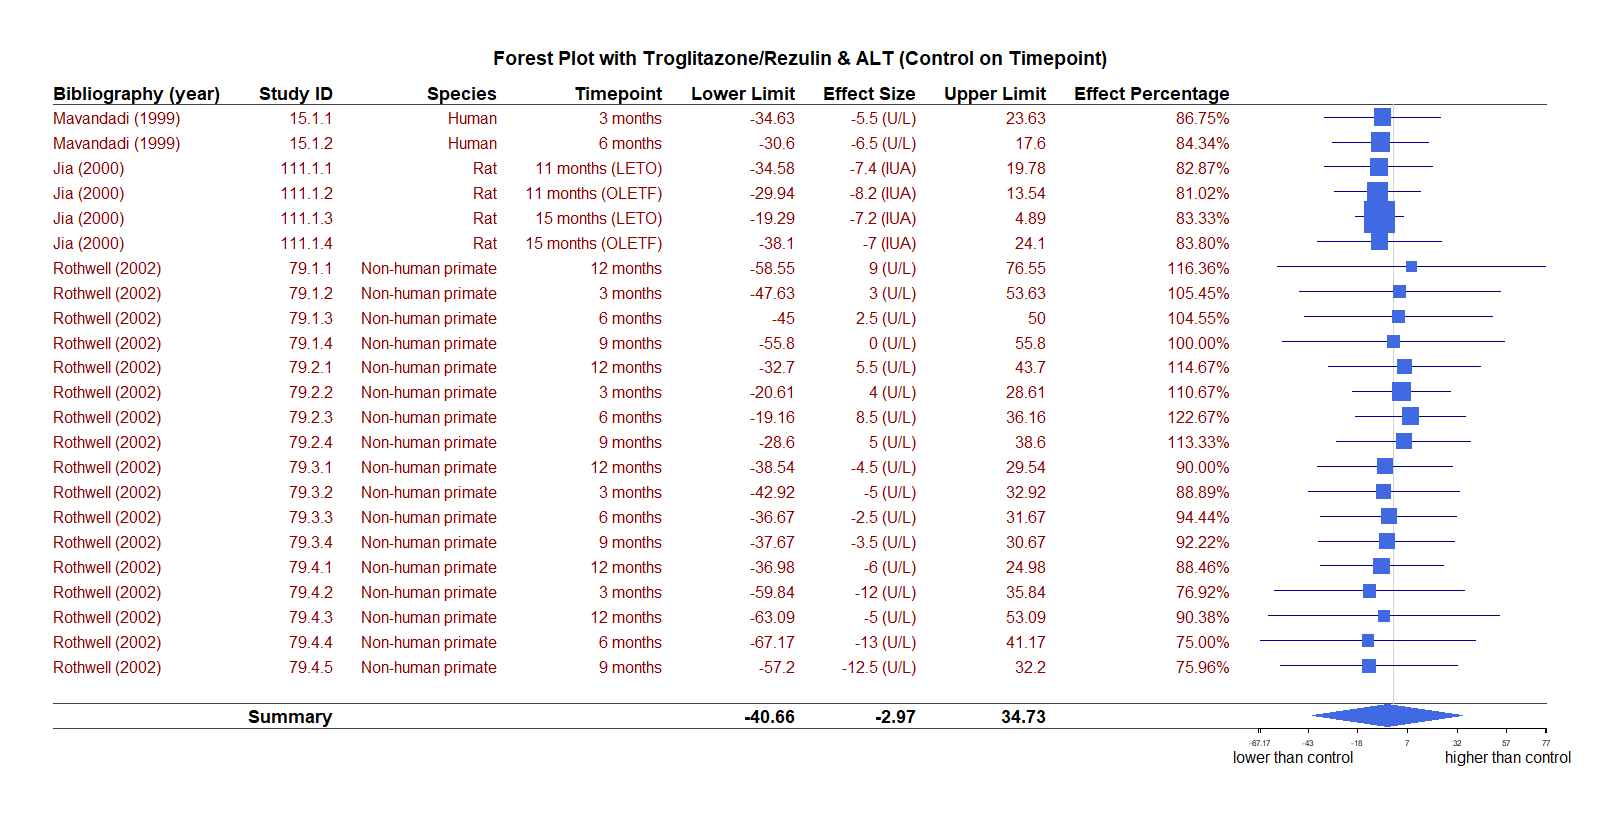 Forest Plot with Troglitazone/Rezulin & ALT (Control on Timepoint)
Bibliography (year) Study ID Species Timepoint Lower Limit Effect Size Upper Limit Effect Percentage
Mavandadi (1999) 15.1.1 Human 3 months -34.63 -5.5 (U/L) 23.63 86.75%
Mavandadi (1999) 15.1.2 Human 6 months -30.6 -6.5 (U/L) 17.6 84.34%
Jia (2000) 111.1.1 Rat 11 months (LETO) -34.58 -7.4 (IUA) 19.78 82.87%
Jia (2000) 111.1.2 Rat 11 months (OLETF) -29.94 -8.2 (IUA) 13.54 81.02%
Jia (2000) 111.1.3 Rat 15 months (LETO) -19.29 -7.2 (IUA) 4.89 83.33%
Jia (2000) 111.1.4 Rat 15 months (OLETF) -38.1 -7 (IUA) 24.1 83.80%
Rothwell (2002) 79.1.1 Non-human primate 12 months -58.55 9 (U/L) 76.55 116.36%
Rothwell (2002) 79.1.2 Non-human primate 3 months -47.63 3 (U/L) 53.63 105.45%
Rothwell (2002) 79.1.3 Non-human primate 6 months -45 2.5 (U/L) 50 104.55%
Rothwell (2002) 79.1.4 Non-human primate 9 months -55.8 0 (U/L) 55.8 100.00%
Rothwell (2002) 79.2.1 Non-human primate 12 months -32.7 5.5 (U/L) 43.7 114.67%
Rothwell (2002) 79.2.2 Non-human primate 3 months -20.61 4 (U/L) 28.61 110.67%
Rothwell (2002) 79.2.3 Non-human primate 6 months -19.16 8.5 (U/L) 36.16 122.67%
Rothwell (2002) 79.2.4 Non-human primate 9 months -28.6 5 (U/L) 38.6 113.33%
Rothwell (2002) 79.3.1 Non-human primate 12 months -38.54 -4.5 (U/L) 29.54 90.00%
Rothwell (2002) 79.3.2 Non-human primate 3 months -42.92 -5 (U/L) 32.92 88.89%
Rothwell (2002) 79.3.3 Non-human primate 6 months -36.67 -2.5 (U/L) 31.67 94.44%
Rothwell (2002) 79.3.4 Non-human primate 9 months -37.67 -3.5 (U/L) 30.67 92.22%
Rothwell (2002) 79.4.1 Non-human primate 12 months -36.98 -6 (U/L) 24.98 88.46%
Rothwell (2002) 79.4.2 Non-human primate 3 months -59.84 -12 (U/L) 35.84 76.92%
Rothwell (2002) 79.4.3 Non-human primate 12 months -63.09 -5 (U/L) 53.09 90.38%
Rothwell (2002) 79.4.4 Non-human primate 6 months -67.17 -13 (U/L) 41.17 75.00%
Rothwell (2002) 79.4.5 Non-human primate 9 months -57.2 -12.5 (U/L) 32.2 75.96%
Summary -40.66 -2.97 34.73
-67.17 -43 -18 7 32 57 77
lower than control higher than control